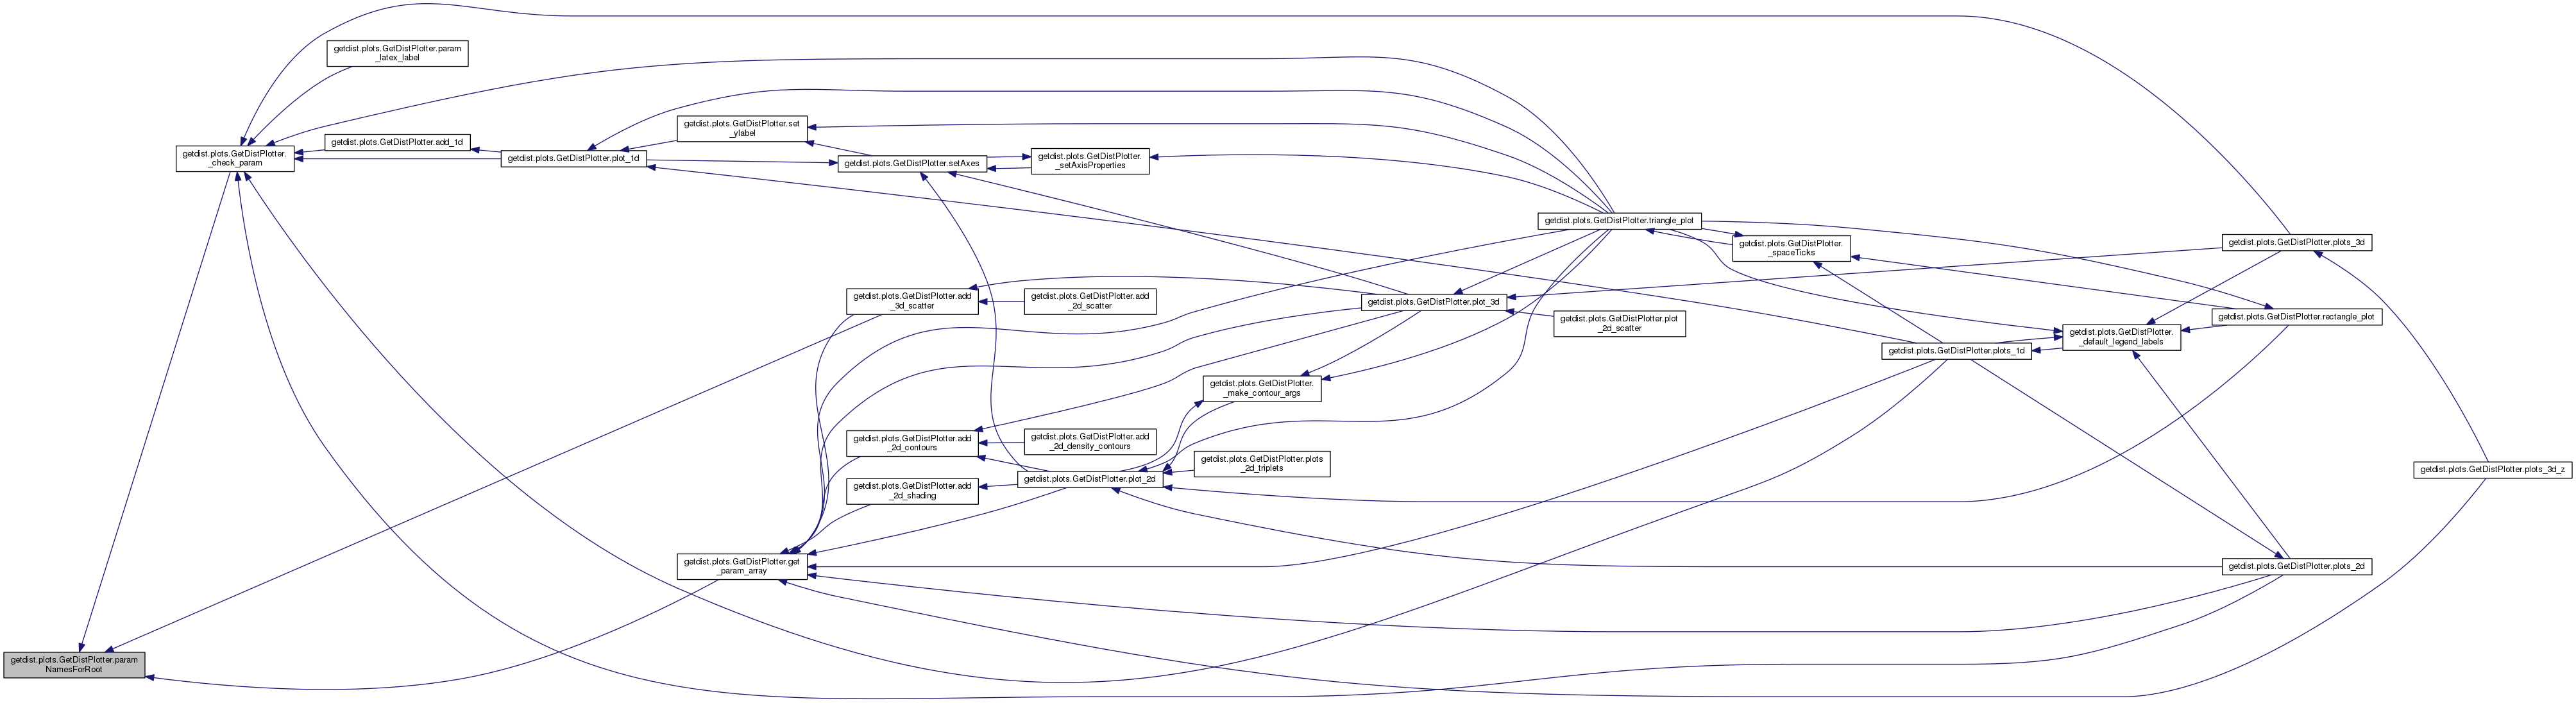 getdist.plots.GetDistPlotter.param
NamesForRoot
getdist.plots.GetDistPlotter.
_check_param
getdist.plots.GetDistPlotter.param
_latex_label
getdist.plots.GetDistPlotter.add_1d
getdist.plots.GetDistPlotter.plot_1d
getdist.plots.GetDistPlotter.set
_ylabel
getdist.plots.GetDistPlotter.setAxes
getdist.plots.GetDistPlotter.
_setAxisProperties
getdist.plots.GetDistPlotter.add
_3d_scatter
getdist.plots.GetDistPlotter.add
_2d_scatter
getdist.plots.GetDistPlotter.add
_2d_contours
getdist.plots.GetDistPlotter.add
_2d_density_contours
getdist.plots.GetDistPlotter.add
_2d_shading
getdist.plots.GetDistPlotter.plot_2d
getdist.plots.GetDistPlotter.get
_param_array
getdist.plots.GetDistPlotter.plots
_2d_triplets
getdist.plots.GetDistPlotter.
_make_contour_args
getdist.plots.GetDistPlotter.plot_3d
getdist.plots.GetDistPlotter.plot
_2d_scatter
getdist.plots.GetDistPlotter.triangle_plot
getdist.plots.GetDistPlotter.
_spaceTicks
getdist.plots.GetDistPlotter.plots_1d
getdist.plots.GetDistPlotter.
_default_legend_labels
getdist.plots.GetDistPlotter.plots_3d
getdist.plots.GetDistPlotter.rectangle_plot
getdist.plots.GetDistPlotter.plots_2d
getdist.plots.GetDistPlotter.plots_3d_z